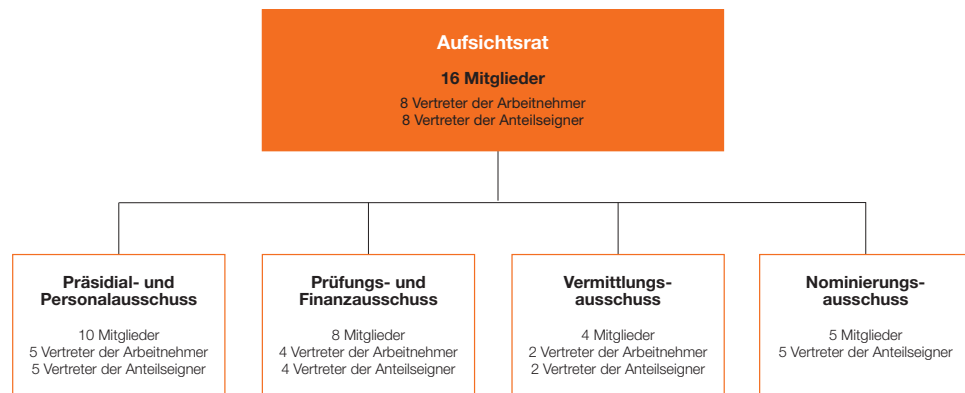 Aufsichtsrat
16 Mitglieder
8 Vertreter der Arbeitnehmer
8 Vertreter der Anteilseigner
Präsidial- und
Personalausschuss
10 Mitglieder
5 Vertreter der Arbeitnehmer
5 Vertreter der Anteilseigner
Prüfungs- und
Finanzausschuss
8 Mitglieder
4 Vertreter der Arbeitnehmer
4 Vertreter der Anteilseigner
Vermittlungs-
ausschuss
4 Mitglieder
2 Vertreter der Arbeitnehmer
2 Vertreter der Anteilseigner
Nominierungs-
ausschuss
5 Mitglieder
5 Vertreter der Anteilseigner